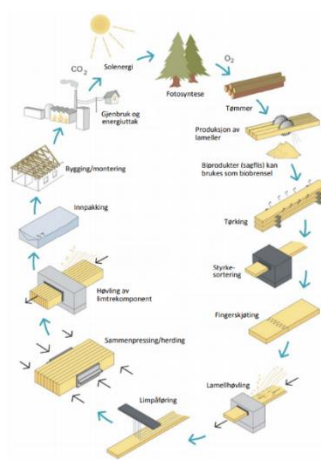 Solenergi
CO2
O2
Fotosyntese
Tømmer
Produksjon av
lameller
Biprodukter (sagflis) kan
brukes som biobrensel
Tørking
Styrke-
sortering
Fingerskjøting
Lamellhøvling
Limpåføring
Sammenpressing/herding
Høvling av
limtrekomponent
Innpakking
Bygging/montering
Gjenbruk og
energiuttak